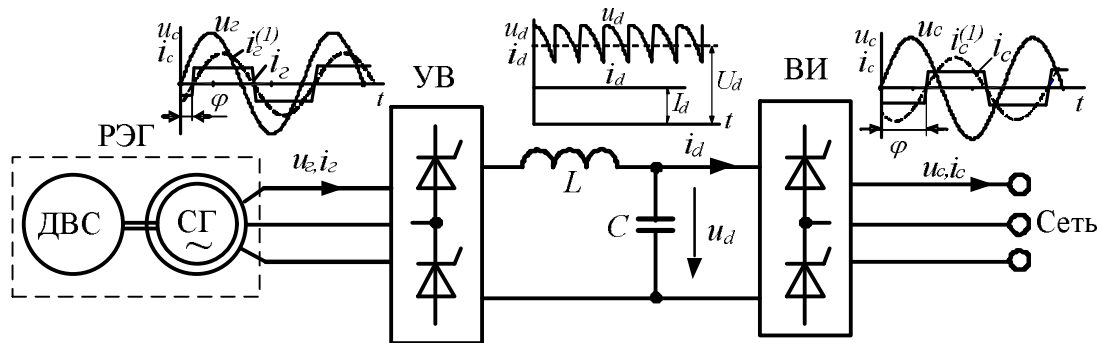 u_c
i_c
u_г
i_г^(1)
i_г
φ
t
РЭГ
ДВС
СГ
~
u_г, i_г
УВ
u_d
i_d
u_d
i_d
I_d
U_d
t
L
C
i_d
u_d
ВИ
u_c
i_c
u_c
i_c^(1)
i_c
φ
t
u_c, i_c
Сеть